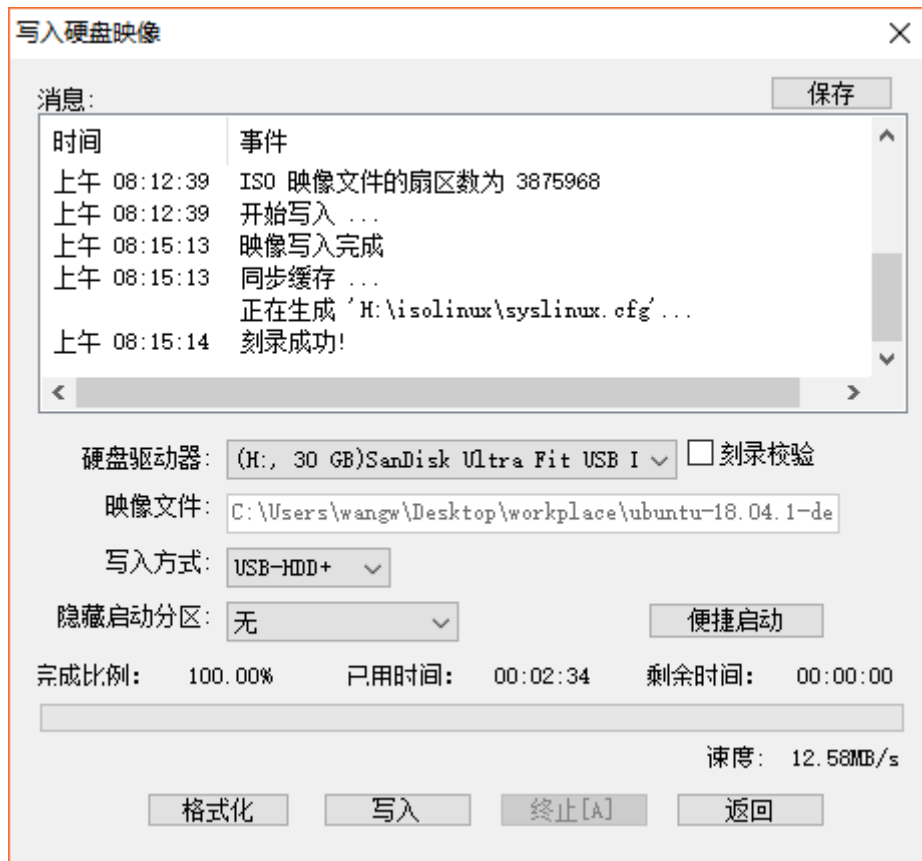 写入硬盘映像
消息:
保存
时间 事件
上午 08:12:39 ISO 映像文件的扇区数为 3875968
上午 08:12:39 开始写入 ...
上午 08:15:13 映像写入完成
上午 08:15:13 同步缓存 ...
正在生成 'H:\isolinux\syslinux.cfg'...
上午 08:15:14 刻录成功!
硬盘驱动器: (H:, 30 GB)SanDisk Ultra Fit USB I 刻录校验
映像文件: C:\Users\wangw\Desktop\workplace\ubuntu-18.04.1-de
写入方式: USB-HDD+
隐藏启动分区: 无 便捷启动
完成比例: 100.00% 已用时间: 00:02:34 剩余时间: 00:00:00
速度: 12.58MB/s
格式化 写入 终止[A] 返回